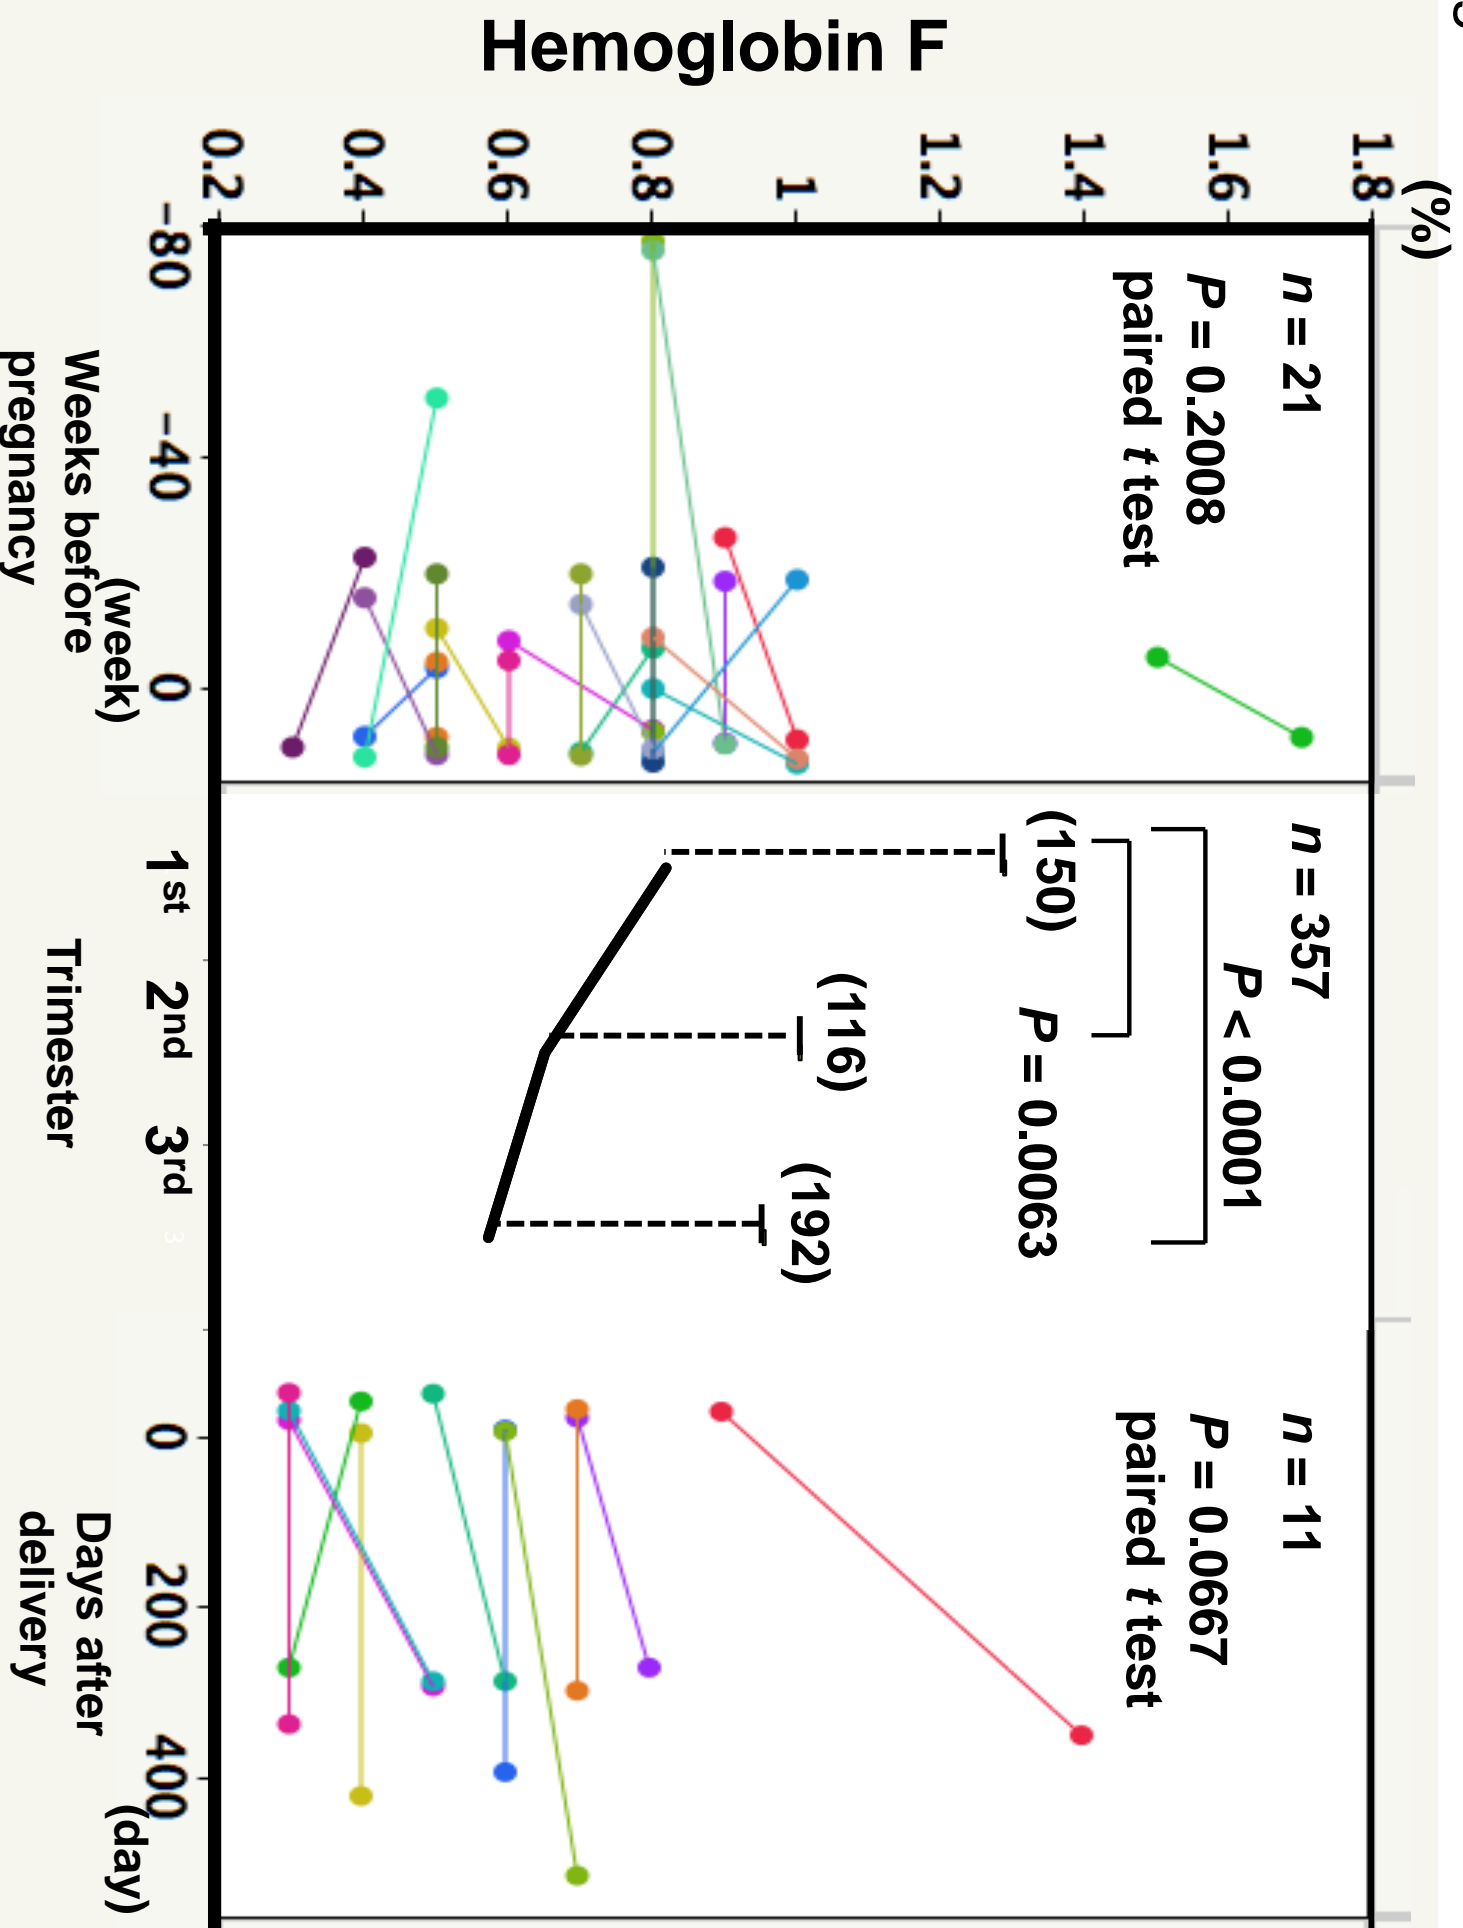 Hemoglobin F
(%)
1.8
1.6
1.4
1.2
1
0.8
0.6
0.4
0.2
n = 21
P = 0.2008
paired t test
n = 357
P < 0.0001
P = 0.0063
(150)
(116)
(192)
n = 11
P = 0.0667
paired t test
−80
−40
0
(week)
Weeks before
pregnancy
1st
2nd
3rd
3
Trimester
0
200
400
(day)
Days after
delivery